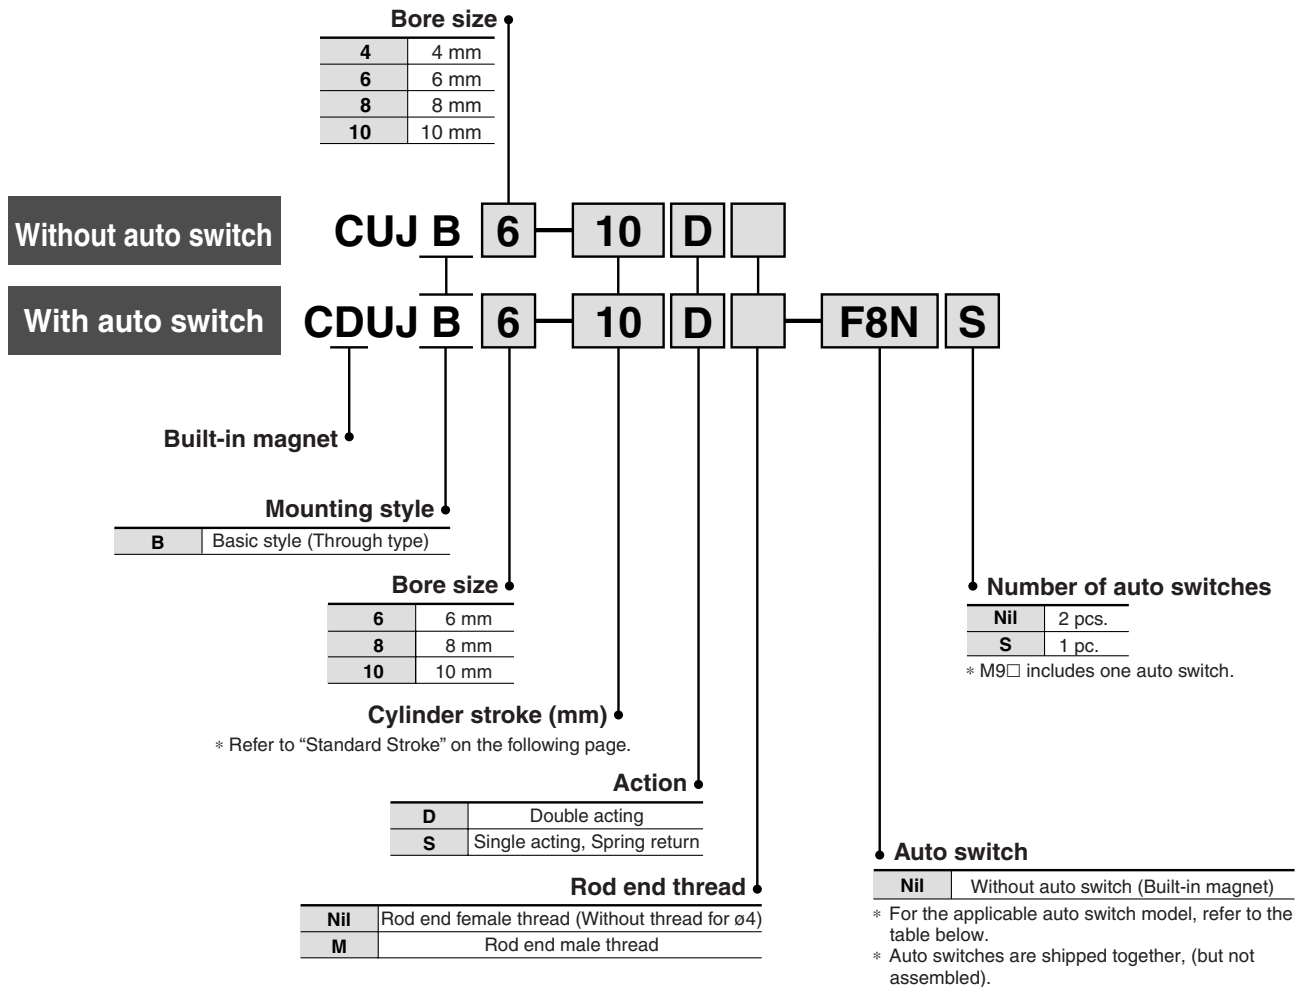 Bore size
4 4 mm
6 6 mm
8 8 mm
10 10 mm
Without auto switch CUJ B 6 — 10 D
With auto switch CDUJ B 6 — 10 D — F8N S
Built-in magnet
Mounting style
B Basic style (Through type)
Bore size
6 6 mm
8 8 mm
10 10 mm
Number of auto switches
Nil 2 pcs.
S 1 pc.
* M9□ includes one auto switch.
Cylinder stroke (mm)
* Refer to “Standard Stroke” on the following page.
Action
D Double acting
S Single acting, Spring return
Rod end thread
Nil Rod end female thread (Without thread for ø4)
M Rod end male thread
Auto switch
Nil Without auto switch (Built-in magnet)
* For the applicable auto switch model, refer to the
table below.
* Auto switches are shipped together, (but not
assembled).